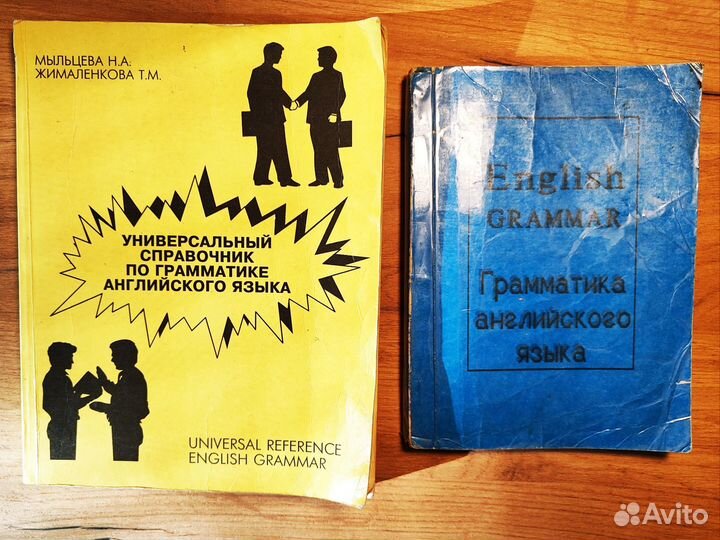 МЫЛЬЦЕВА Н.А.
ЖИМАЛЕНКОВА Т.М.
УНИВЕРСАЛЬНЫЙ
СПРАВОЧНИК
ПО ГРАММАТИКЕ
АНГЛИЙСКОГО ЯЗЫКА
UNIVERSAL REFERENCE
ENGLISH GRAMMAR
English
GRAMMAR
Грамматика
английского
языка
Avito